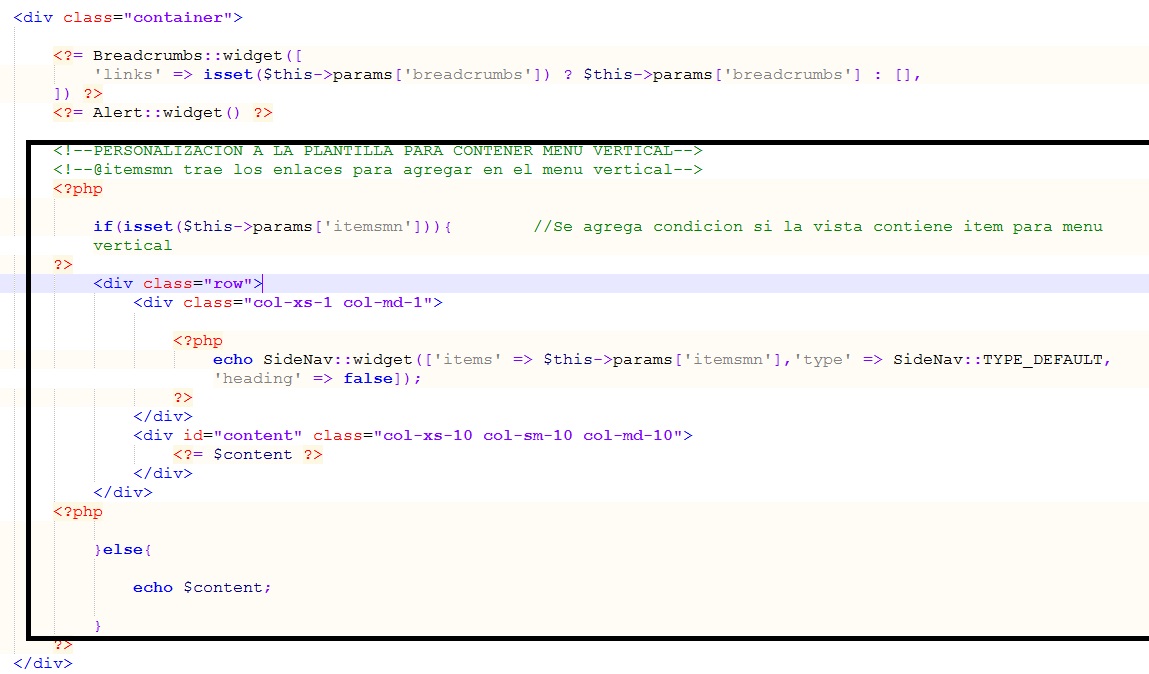 <div class="container">
<?= Breadcrumbs::widget([
'links' => isset($this->params['breadcrumbs']) ? $this->params['breadcrumbs'] : [],
]) ?>
<?= Alert::widget() ?>
<!--PERSONALIZACION A LA PLANTILLA PARA CONTENER MENU VERTICAL-->
<!--@itemsmn trae los enlaces para agregar en el menu vertical-->
<?php
if(isset($this->params['itemsmn'])){ //Se agrega condicion si la vista contiene item para menu
vertical
?>
<div class="row">
<div class="col-xs-1 col-md-1">
<?php
echo SideNav::widget(['items' => $this->params['itemsmn'],'type' => SideNav::TYPE_DEFAULT,
'heading' => false]);
?>
</div>
<div id="content" class="col-xs-10 col-sm-10 col-md-10">
<?= $content ?>
</div>
</div>
<?php
}else{
echo $content;
}
?>
</div>